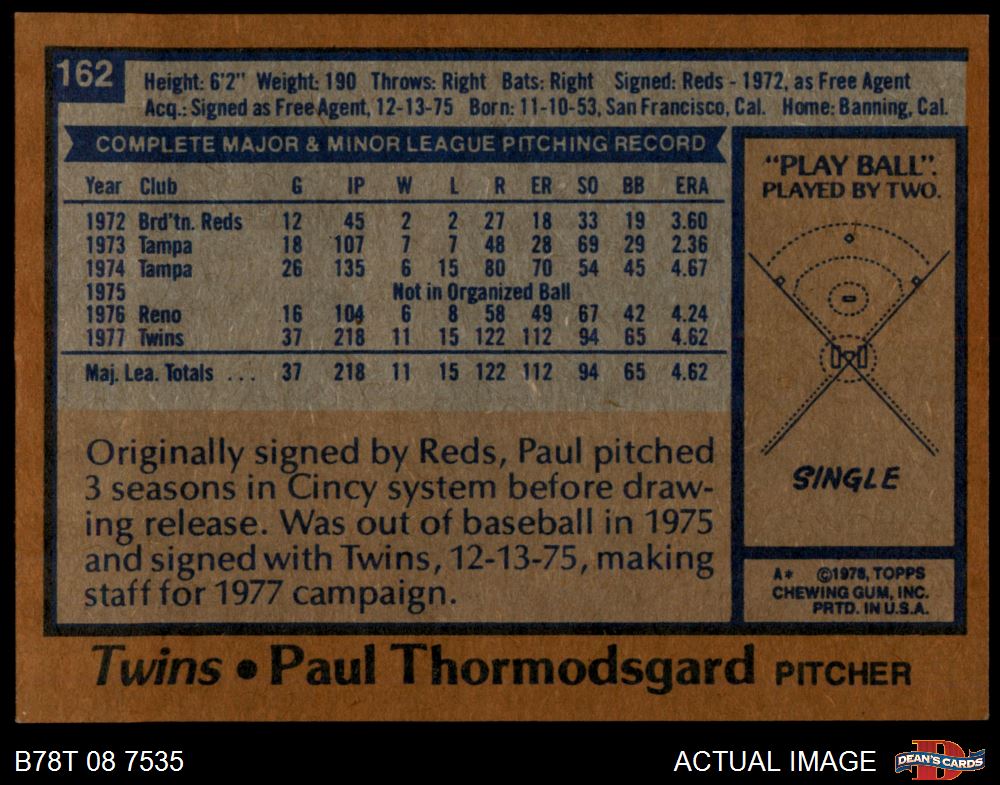 162
Height: 6'2" Weight: 190 Throws: Right Bats: Right Signed: Reds - 1972, as Free Agent
Acq.: Signed as Free Agent, 12-13-75 Born: 11-10-53, San Francisco, Cal. Home: Banning, Cal.
COMPLETE MAJOR & MINOR LEAGUE PITCHING RECORD
Year Club G IP W L R ER SO BB ERA
1972 Brd'tn. Reds 12 45 2 2 27 18 33 19 3.60
1973 Tampa 18 107 7 7 48 28 69 29 2.36
1974 Tampa 26 135 6 15 80 70 54 45 4.67
1975 Not in Organized Ball
1976 Reno 16 104 6 8 58 49 67 42 4.24
1977 Twins 37 218 11 15 122 112 94 65 4.62
Maj. Lea. Totals ... 37 218 11 15 122 112 94 65 4.62
Originally signed by Reds, Paul pitched
3 seasons in Cincy system before draw-
ing release. Was out of baseball in 1975
and signed with Twins, 12-13-75, making
staff for 1977 campaign.
"PLAY BALL".
PLAYED BY TWO.
SINGLE
A* ©1978, TOPPS
CHEWING GUM, INC.
PRTD. IN U.S.A.
Twins • Paul Thormodsgard PITCHER
B78T 08 7535
ACTUAL IMAGE
D
DEAN'S CARDS